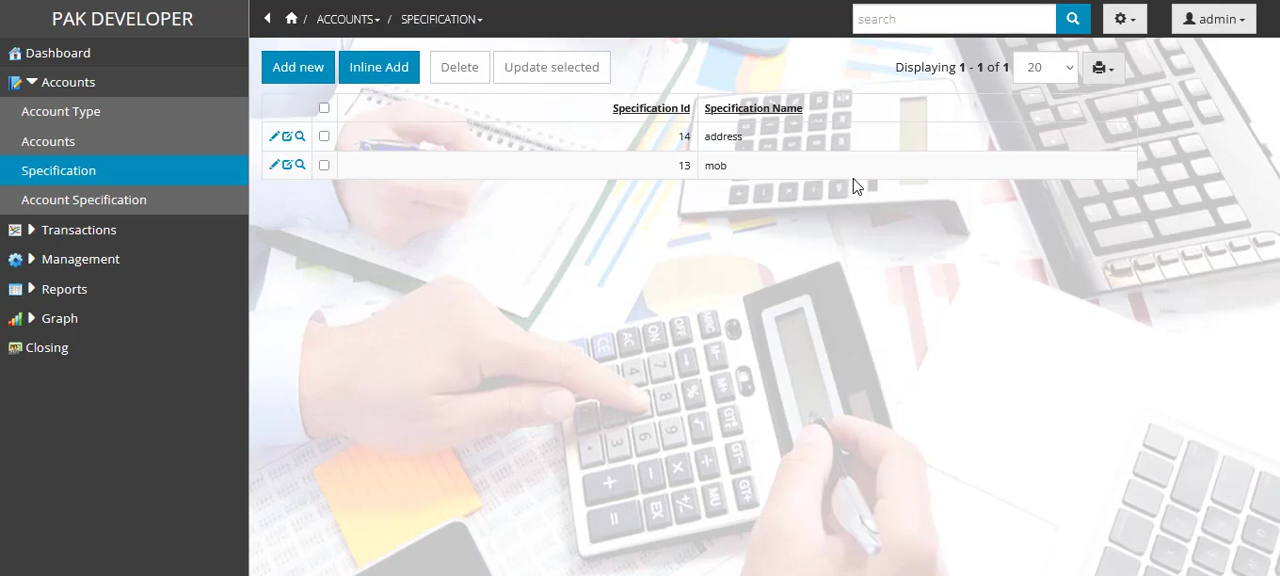 PAK DEVELOPER
/ ACCOUNTS / SPECIFICATION
search
admin
Dashboard
Accounts
Account Type
Accounts
Specification
Account Specification
Transactions
Management
Reports
Graph
Closing
Add new Inline Add Delete Update selected
Displaying 1 - 1 of 1 20
Specification Id Specification Name
14 address
13 mob